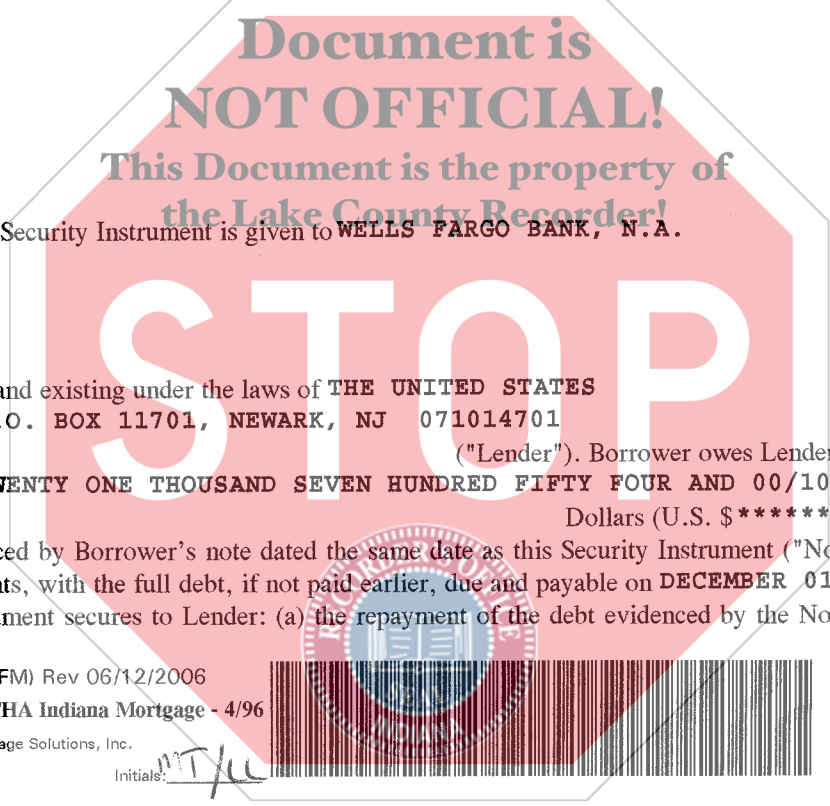 Document is
NOT OFFICIAL!
This Document is the property of
the Lake County Recorder!
Security Instrument is given to WELLS FARGO BANK, N.A.
STOP
and existing under the laws of THE UNITED STATES
.O. BOX 11701, NEWARK, NJ 071014701
("Lender"). Borrower owes Lender
WENTY ONE THOUSAND SEVEN HUNDRED FIFTY FOUR AND 00/10
Dollars (U.S. $******
ced by Borrower's note dated the same date as this Security Instrument ("No
nts, with the full debt, if not paid earlier, due and payable on DECEMBER 01
ment secures to Lender: (a) the repayment of the debt evidenced by the No
RECORDER'S OFFICE
SEAL
INDIANA
FM) Rev 06/12/2006
HA Indiana Mortgage - 4/96
age Solutions, Inc.
Initials: